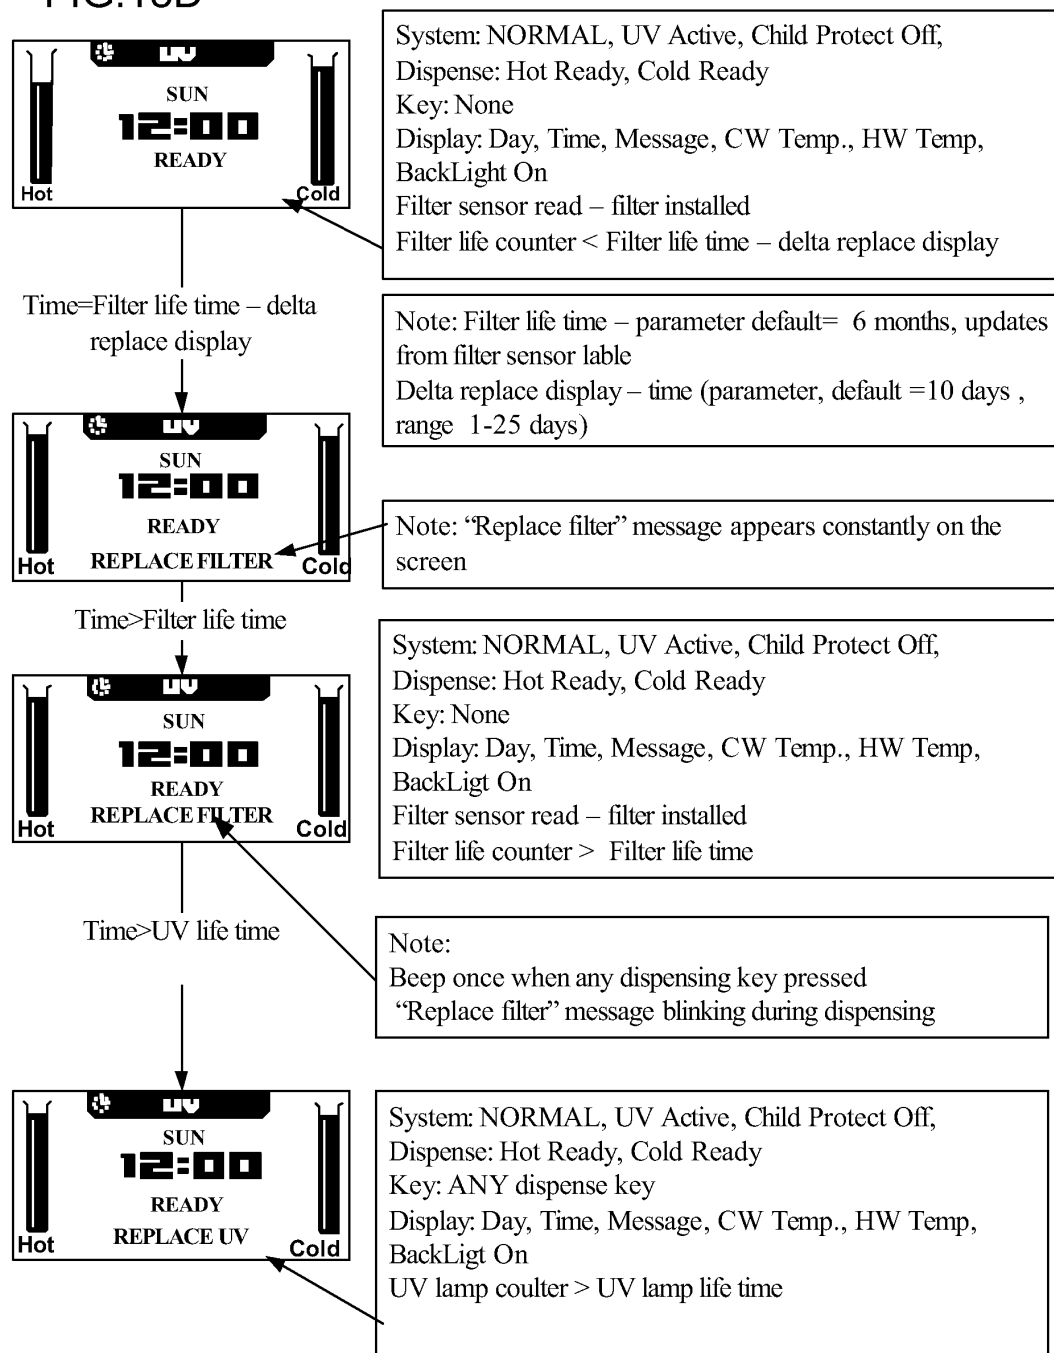 System: NORMAL, UV Active, Child Protect Off,
Dispense: Hot Ready, Cold Ready
Key: None
Display: Day, Time, Message, CW Temp., HW Temp,
BackLight On
Filter sensor read – filter installed
Filter life counter < Filter life time – delta replace display
UV
SUN
12:00
READY
Hot
Cold
Time=Filter life time – delta
replace display
Note: Filter life time – parameter default= 6 months, updates
from filter sensor lable
Delta replace display – time (parameter, default =10 days ,
range 1-25 days)
UV
SUN
12:00
READY
REPLACE FILTER
Hot
Cold
Note: “Replace filter” message appears constantly on the
screen
Time>Filter life time
UV
SUN
12:00
READY
REPLACE FILTER
Hot
Cold
System: NORMAL, UV Active, Child Protect Off,
Dispense: Hot Ready, Cold Ready
Key: None
Display: Day, Time, Message, CW Temp., HW Temp,
BackLigt On
Filter sensor read – filter installed
Filter life counter > Filter life time
Time>UV life time
Note:
Beep once when any dispensing key pressed
“Replace filter” message blinking during dispensing
UV
SUN
12:00
READY
REPLACE UV
Hot
Cold
System: NORMAL, UV Active, Child Protect Off,
Dispense: Hot Ready, Cold Ready
Key: ANY dispense key
Display: Day, Time, Message, CW Temp., HW Temp,
BackLigt On
UV lamp coulter > UV lamp life time